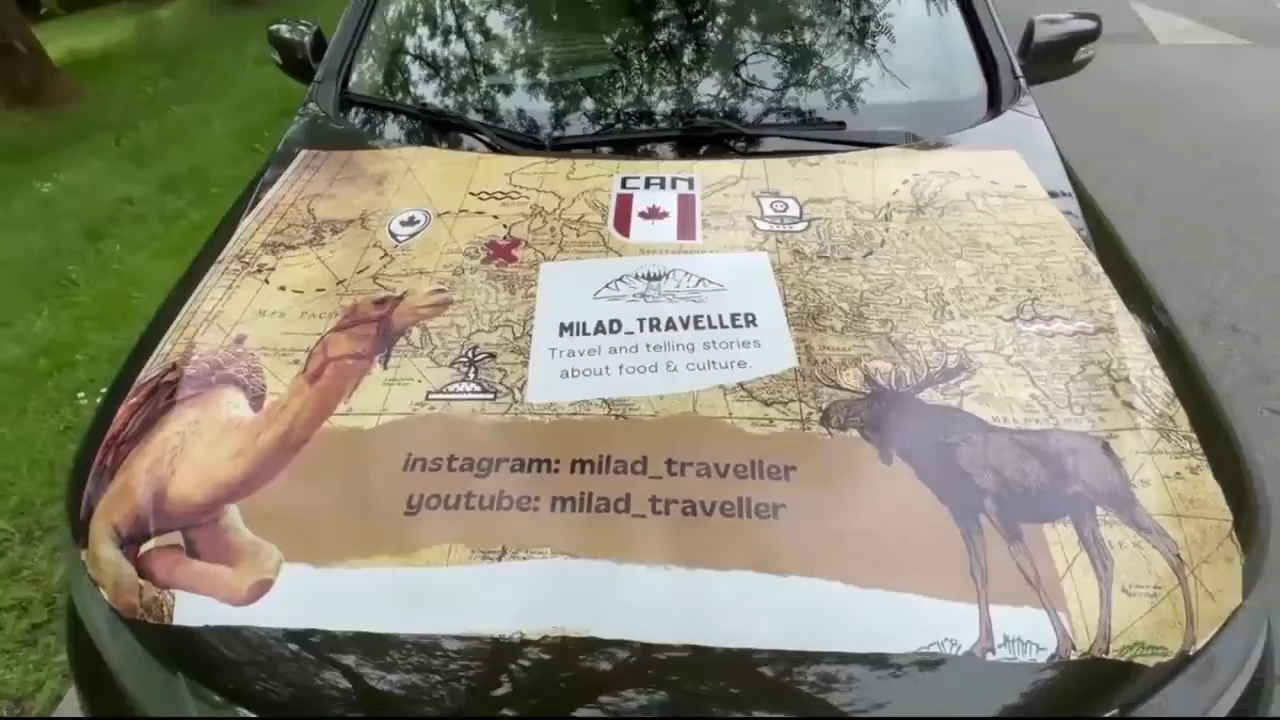 CAN
MILAD_TRAVELLER
Travel and telling stories
about food & culture.
instagram: milad_traveller
youtube: milad_traveller